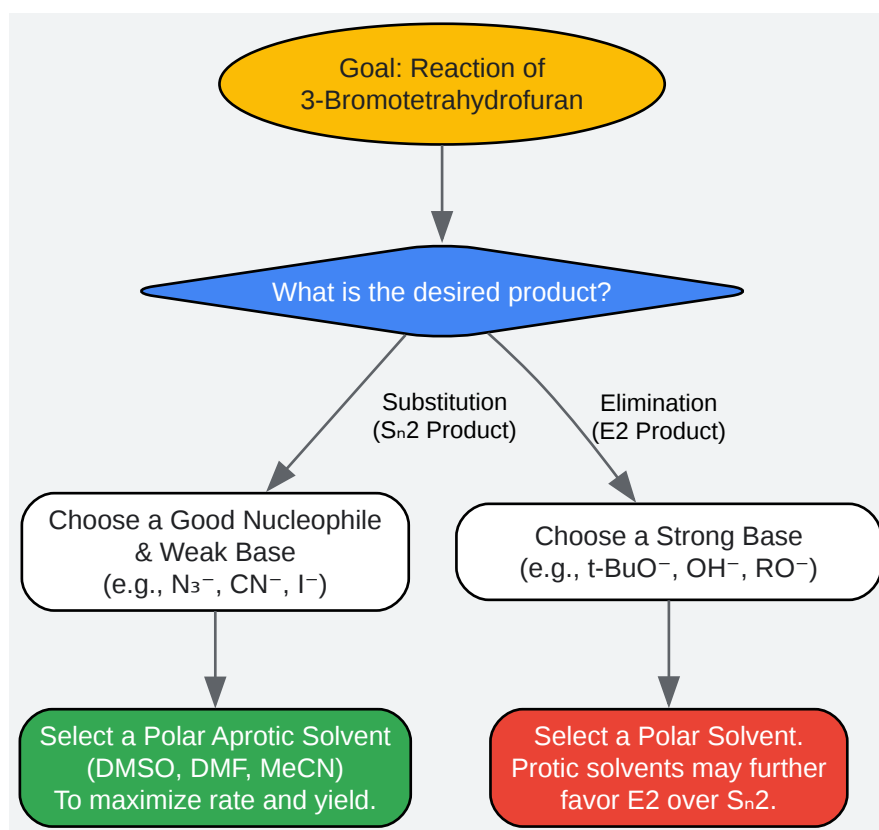 Goal: Reaction of
3-Bromotetrahydrofuran
What is the desired product?
Substitution
(Sₙ2 Product)
Elimination
(E2 Product)
Choose a Good Nucleophile
& Weak Base
(e.g., N₃⁻, CN⁻, I⁻)
Choose a Strong Base
(e.g., t-BuO⁻, OH⁻, RO⁻)
Select a Polar Aprotic Solvent
(DMSO, DMF, MeCN)
To maximize rate and yield.
Select a Polar Solvent.
Protic solvents may further
favor E2 over Sₙ2.